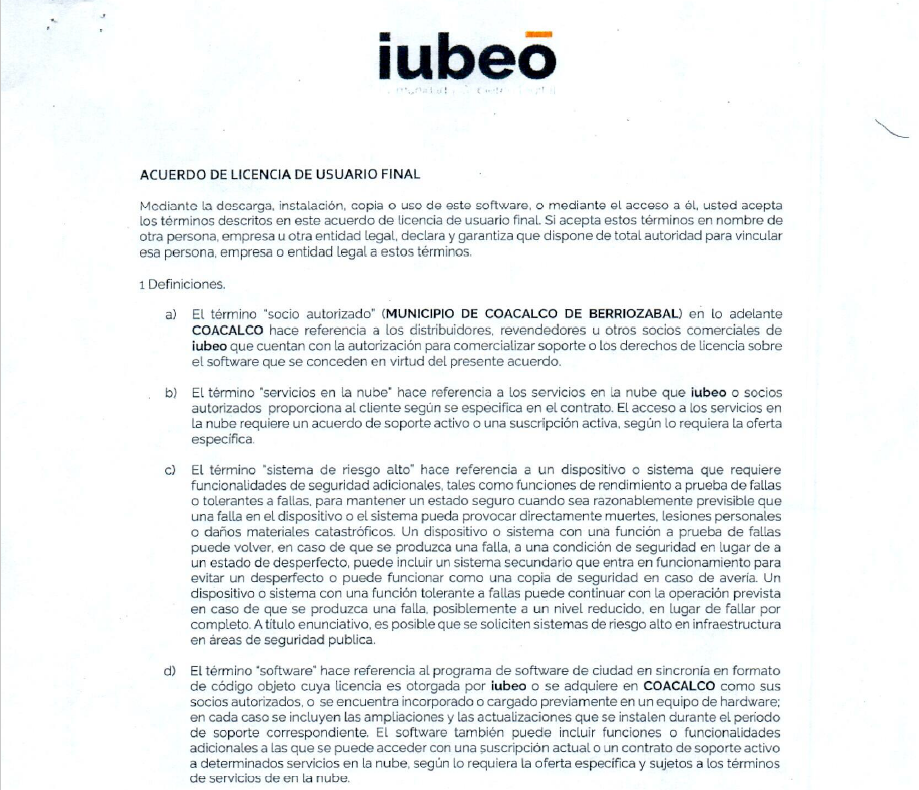 iubeo
ACUERDO DE LICENCIA DE USUARIO FINAL
Mediante la descarga, instalación, copia o uso de este software, o mediante el acceso a él, usted acepta
los términos descritos en este acuerdo de licencia de usuario final. Si acepta estos términos en nombre de
otra persona, empresa u otra entidad legal, declara y garantiza que dispone de total autoridad para vincular
esa persona, empresa o entidad legal a estos términos.
1 Definiciones.
a) El término "socio autorizado" (MUNICIPIO DE COACALCO DE BERRIOZABAL) en lo adelante
COACALCO hace referencia a los distribuidores, revendedores u otros socios comerciales de
iubeo que cuentan con la autorización para comercializar soporte o los derechos de licencia sobre
el software que se conceden en virtud del presente acuerdo.
b) El término "servicios en la nube" hace referencia a los servicios en la nube que iubeo o socios
autorizados proporciona al cliente según se especifica en el contrato. El acceso a los servicios en
la nube requiere un acuerdo de soporte activo o una suscripción activa, según lo requiera la oferta
específica.
c) El término "sistema de riesgo alto" hace referencia a un dispositivo o sistema que requiere
funcionalidades de seguridad adicionales, tales como funciones de rendimiento a prueba de fallas
o tolerantes a fallas, para mantener un estado seguro cuando sea razonablemente previsible que
una falla en el dispositivo o el sistema pueda provocar directamente muertes, lesiones personales
o daños materiales catastróficos. Un dispositivo o sistema con una función a prueba de fallas
puede volver, en caso de que se produzca una falla, a una condición de seguridad en lugar de a
un estado de desperfecto, puede incluir un sistema secundario que entra en funcionamiento para
evitar un desperfecto o puede funcionar como una copia de seguridad en caso de avería. Un
dispositivo o sistema con una función tolerante a fallas puede continuar con la operación prevista
en caso de que se produzca una falla, posiblemente a un nivel reducido, en lugar de fallar por
completo. A título enunciativo, es posible que se soliciten sistemas de riesgo alto en infraestructura
en áreas de seguridad publica.
d) El término "software" hace referencia al programa de software de ciudad en sincronía en formato
de código objeto cuya licencia es otorgada por iubeo o se adquiere en COACALCO como sus
socios autorizados, o se encuentra incorporado o cargado previamente en un equipo de hardware;
en cada caso se incluyen las ampliaciones y las actualizaciones que se instalen durante el período
de soporte correspondiente. El software también puede incluir funciones o funcionalidades
adicionales a las que se puede acceder con una suscripción actual o un contrato de soporte activo
a determinados servicios en la nube, según lo requiera la oferta específica y sujetos a los términos
de servicios de en la nube.